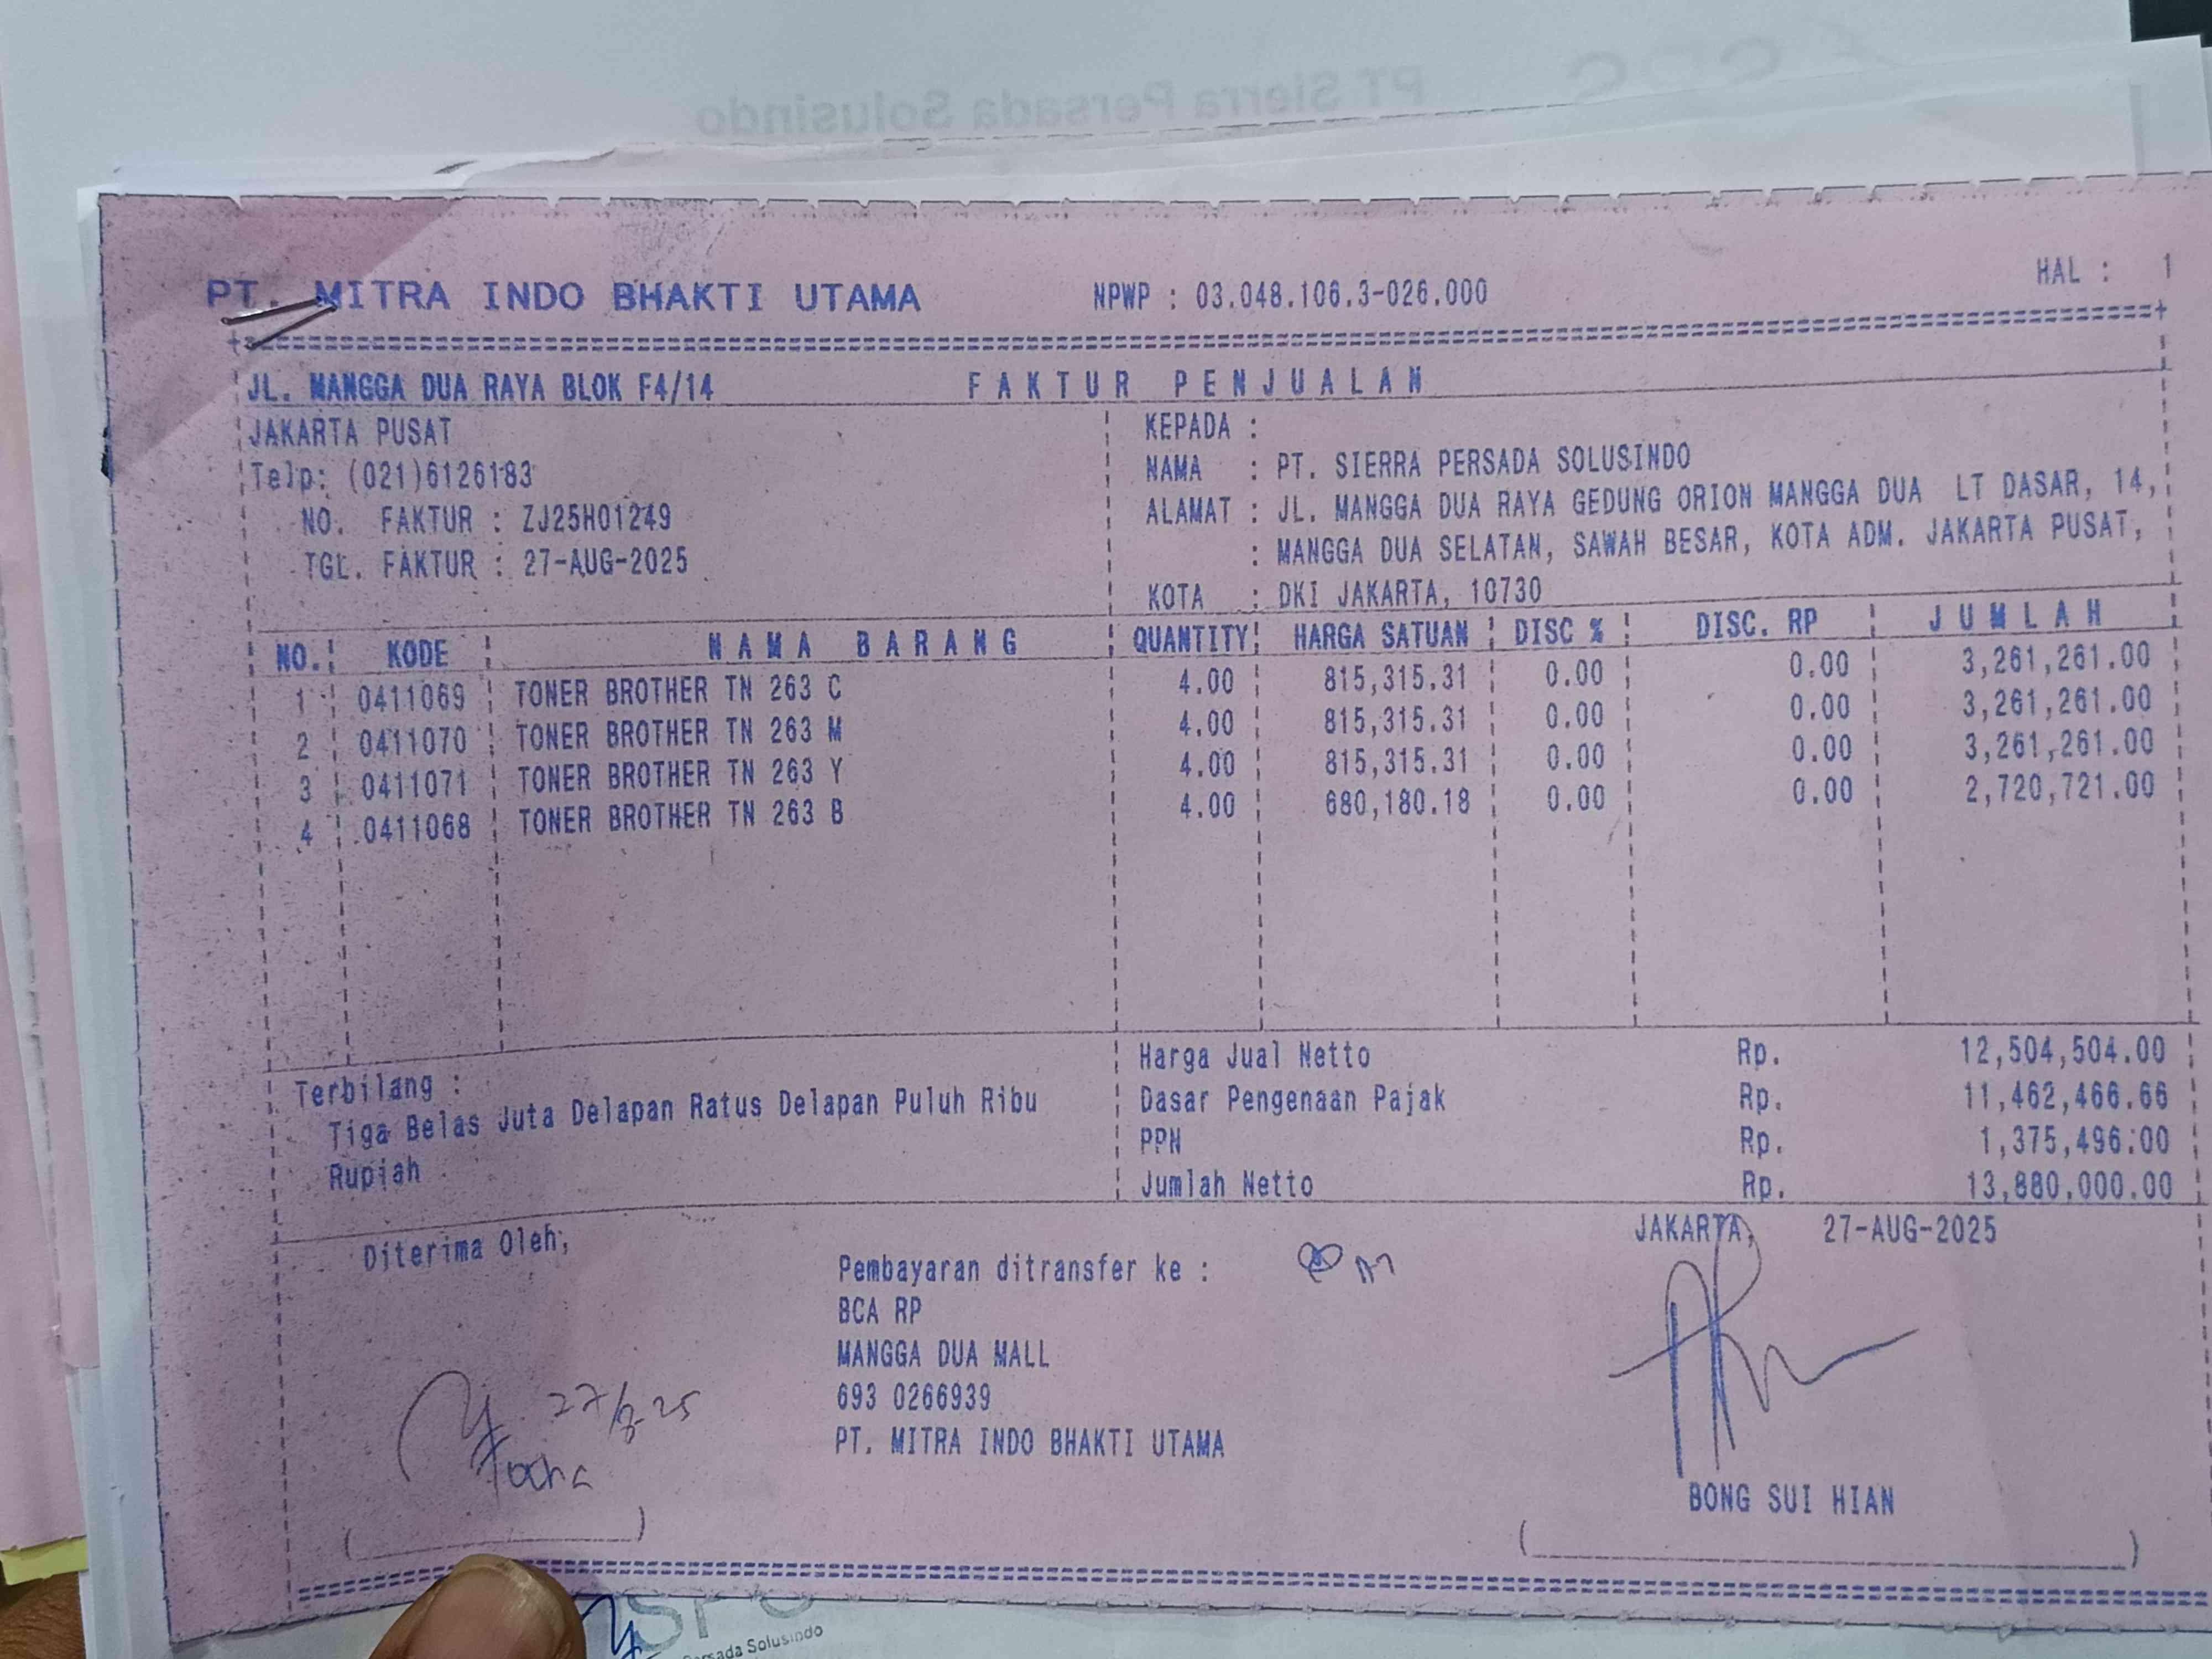 PT Sierra Persada Solusindo
PT. MITRA INDO BHAKTI UTAMA NPWP : 03.048.106.3-026.000 HAL : 1
JL. MANGGA DUA RAYA BLOK F4/14 FAKTUR PENJUALAN
JAKARTA PUSAT KEPADA :
Telp: (021)6126183 NAMA : PT. SIERRA PERSADA SOLUSINDO
NO. FAKTUR : ZJ25H01249 ALAMAT : JL. MANGGA DUA RAYA GEDUNG ORION MANGGA DUA LT DASAR, 14,
TGL. FAKTUR : 27-AUG-2025 : MANGGA DUA SELATAN, SAWAH BESAR, KOTA ADM. JAKARTA PUSAT,
KOTA : DKI JAKARTA, 10730
NO. KODE NAMA BARANG QUANTITY HARGA SATUAN DISC % DISC. RP JUMLAH
1 0411069 TONER BROTHER TN 263 C 4.00 815,315.31 0.00 0.00 3,261,261.00
2 0411070 TONER BROTHER TN 263 M 4.00 815,315.31 0.00 0.00 3,261,261.00
3 0411071 TONER BROTHER TN 263 Y 4.00 815,315.31 0.00 0.00 3,261,261.00
4 0411068 TONER BROTHER TN 263 B 4.00 680,180.18 0.00 0.00 2,720,721.00
Harga Jual Netto Rp. 12,504,504.00
Terbilang : Dasar Pengenaan Pajak Rp. 11,462,466.66
Tiga Belas Juta Delapan Ratus Delapan Puluh Ribu PPN Rp. 1,375,496.00
Rupiah Jumlah Netto Rp. 13,880,000.00
JAKARTA, 27-AUG-2025
Diterima Oleh, Pembayaran ditransfer ke :
BCA RP
MANGGA DUA MALL
27/8 25 693 0266939
PT. MITRA INDO BHAKTI UTAMA
BONG SUI HIAN
Persada Solusindo